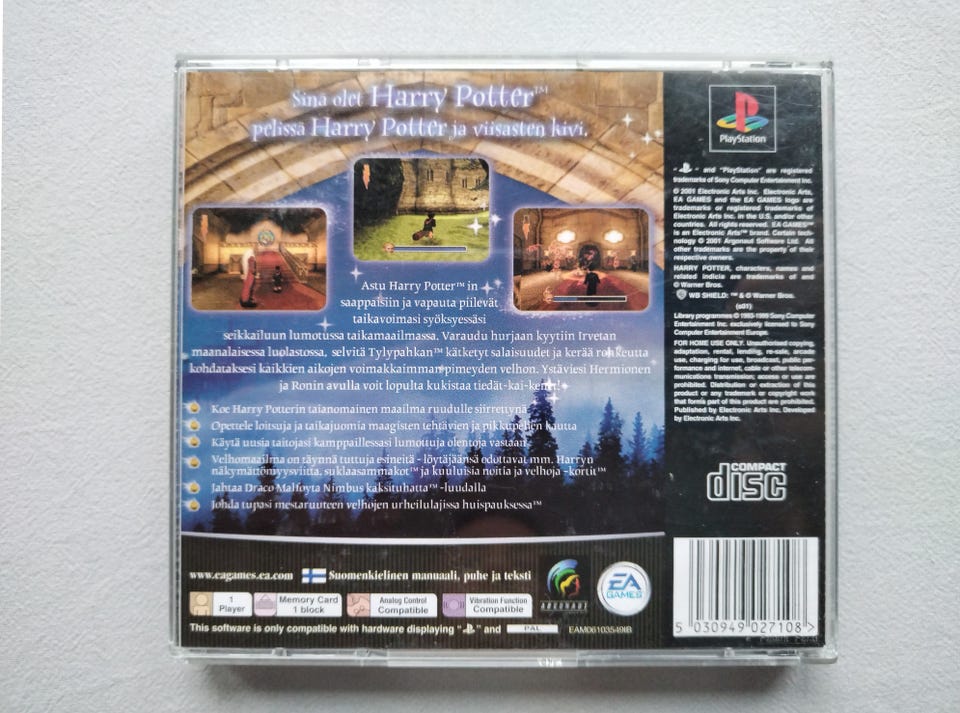 Sinä olet Harry Potter™
pelissä Harry Potter ja viisasten kivi.
Astu Harry Potter™ in
saappaisiin ja vapauta piilevät
taikavoimasi syöksyessäsi
seikkailuun lumotussa taikamaailmassa. Varaudu hurjaan kyytiin Irvetan
maanalaisessa luolastossa, selvitä Tylypahkan™ kätketyt salaisuudet ja kerää rohkeutta
kohdataksesi kaikkien aikojen voimakkaimman pimeyden velhon. Ystäviesi Hermionen
ja Ronin avulla voit lopulta kukistaa tiedät-kai-kenet!
Koe Harry Potterin taianomainen maailma ruudulle siirrettynä
Opettele loitsuja ja taikajuomia maagisten tehtävien ja pikkupelien kautta
Käytä uusia taitojasi kamppaillessasi lumottuja olentoja vastaan
Velhomaailma on täynnä tuttuja esineitä - löytäjäänsä odottavat mm. Harryn
näkymättömyysviitta, suklaasammakot™ ja kuuluisia noitia ja velhoja -kortit™
Jahtaa Draco Malfoyta Nimbus kaksituhatta™ -luudalla
Johda tupasi mestaruuteen velhojen urheilulajissa huispauksessa™
www.eagames.ea.com
Suomenkielinen manuaali, puhe ja teksti
ARGONAUT
EA
GAMES
1
Player
Memory Card
1 block
Analog Control
Compatible
Vibration Function
Compatible
This software is only compatible with hardware displaying " " and PAL
EAM06103549IB
PlayStation
" " and "PlayStation" are registered
trademarks of Sony Computer Entertainment Inc.
© 2001 Electronic Arts Inc. Electronic Arts,
EA GAMES and the EA GAMES logo are
trademarks or registered trademarks of
Electronic Arts Inc. in the U.S. and/or other
countries. All rights reserved. EA GAMES™
is an Electronic Arts™ brand. Certain tech-
nology © 2001 Argonaut Software Ltd. All
other trademarks are the property of their
respective owners.
HARRY POTTER, characters, names and
related indicia are trademarks of and
© Warner Bros.
WB SHIELD: ™ & © Warner Bros.
(s01)
Library programmes © 1993-1999 Sony Computer
Entertainment Inc. exclusively licensed to Sony
Computer Entertainment Europe.
FOR HOME USE ONLY. Unauthorised copying,
adaptation, rental, lending, re-sale, arcade
use, charging for use, broadcast, public per-
formance and internet, cable or other telecom-
munications transmission, access or use are
prohibited. Distribution or extraction of this
product or any trademark or copyright work
that forms part of this product are prohibited.
Published by Electronic Arts Inc. Developed
by Electronic Arts Inc.
COMPACT
disc
5 030949 027108 >